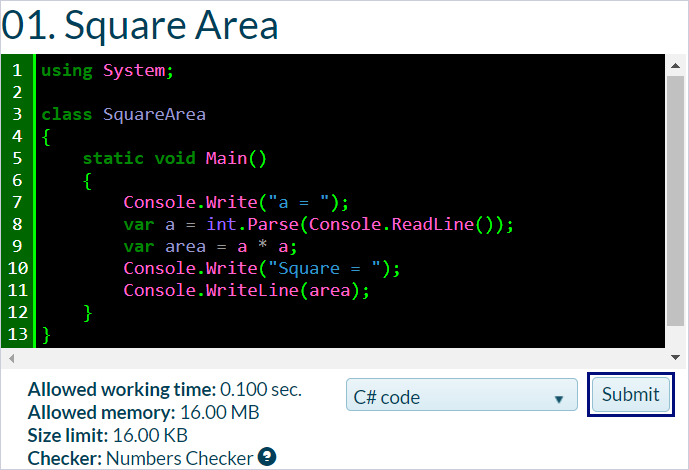 01. Square Area
1 using System;
2
3 class SquareArea
4 {
5     static void Main()
6     {
7         Console.Write("a = ");
8         var a = int.Parse(Console.ReadLine());
9         var area = a * a;
10         Console.Write("Square = ");
11         Console.WriteLine(area);
12     }
13 }
Allowed working time: 0.100 sec.
Allowed memory: 16.00 MB
Size limit: 16.00 KB
Checker: Numbers Checker ?
C# code
Submit